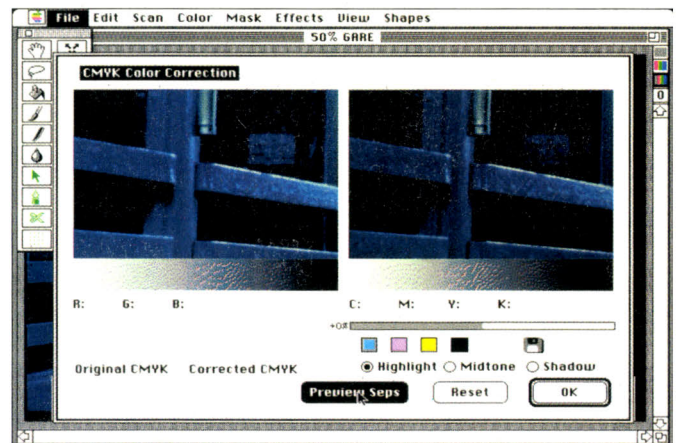 File Edit Scan Color Mask Effects View Shapes
50% GARE
CMYK Color Correction
0
R: G: B: C: M: Y: K:
+0%
Original CMYK Corrected CMYK Highlight Midtone Shadow
Preview Seps Reset OK